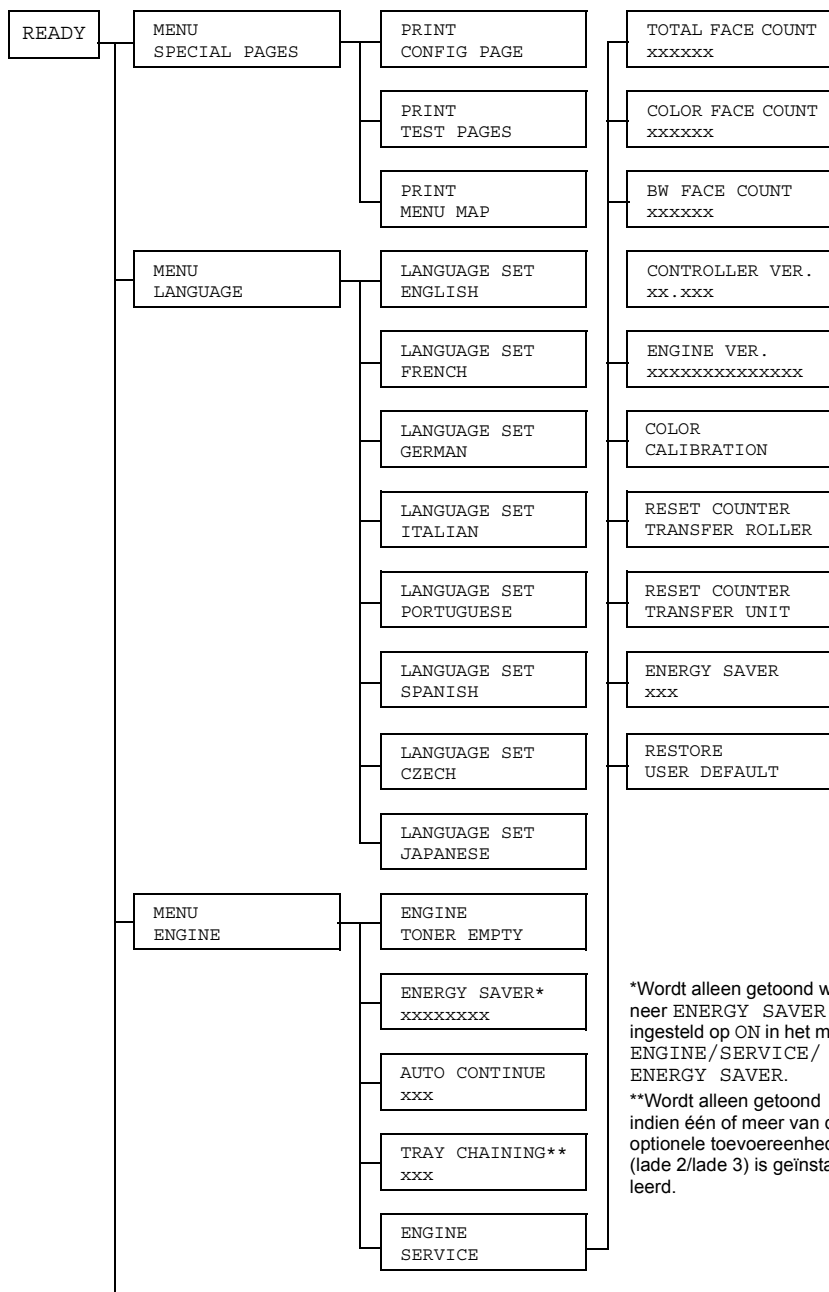 READY
MENU
SPECIAL PAGES
PRINT
CONFIG PAGE
PRINT
TEST PAGES
PRINT
MENU MAP
MENU
LANGUAGE
LANGUAGE SET
ENGLISH
LANGUAGE SET
FRENCH
LANGUAGE SET
GERMAN
LANGUAGE SET
ITALIAN
LANGUAGE SET
PORTUGUESE
LANGUAGE SET
SPANISH
LANGUAGE SET
CZECH
LANGUAGE SET
JAPANESE
MENU
ENGINE
ENGINE
TONER EMPTY
ENERGY SAVER*
xxxxxxxx
AUTO CONTINUE
xxx
TRAY CHAINING**
xxx
ENGINE
SERVICE
TOTAL FACE COUNT
xxxxxx
COLOR FACE COUNT
xxxxxx
BW FACE COUNT
xxxxxx
CONTROLLER VER.
xx.xxx
ENGINE VER.
xxxxxxxxxxxxxx
COLOR
CALIBRATION
RESET COUNTER
TRANSFER ROLLER
RESET COUNTER
TRANSFER UNIT
ENERGY SAVER
xxx
RESTORE
USER DEFAULT
*Wordt alleen getoond
neer ENERGY SAVER
ingesteld op ON in het
ENGINE/SERVICE/
ENERGY SAVER.
**Wordt alleen getoond
indien één of meer van
optionele
(lade 2/lade 3) is
leerd.